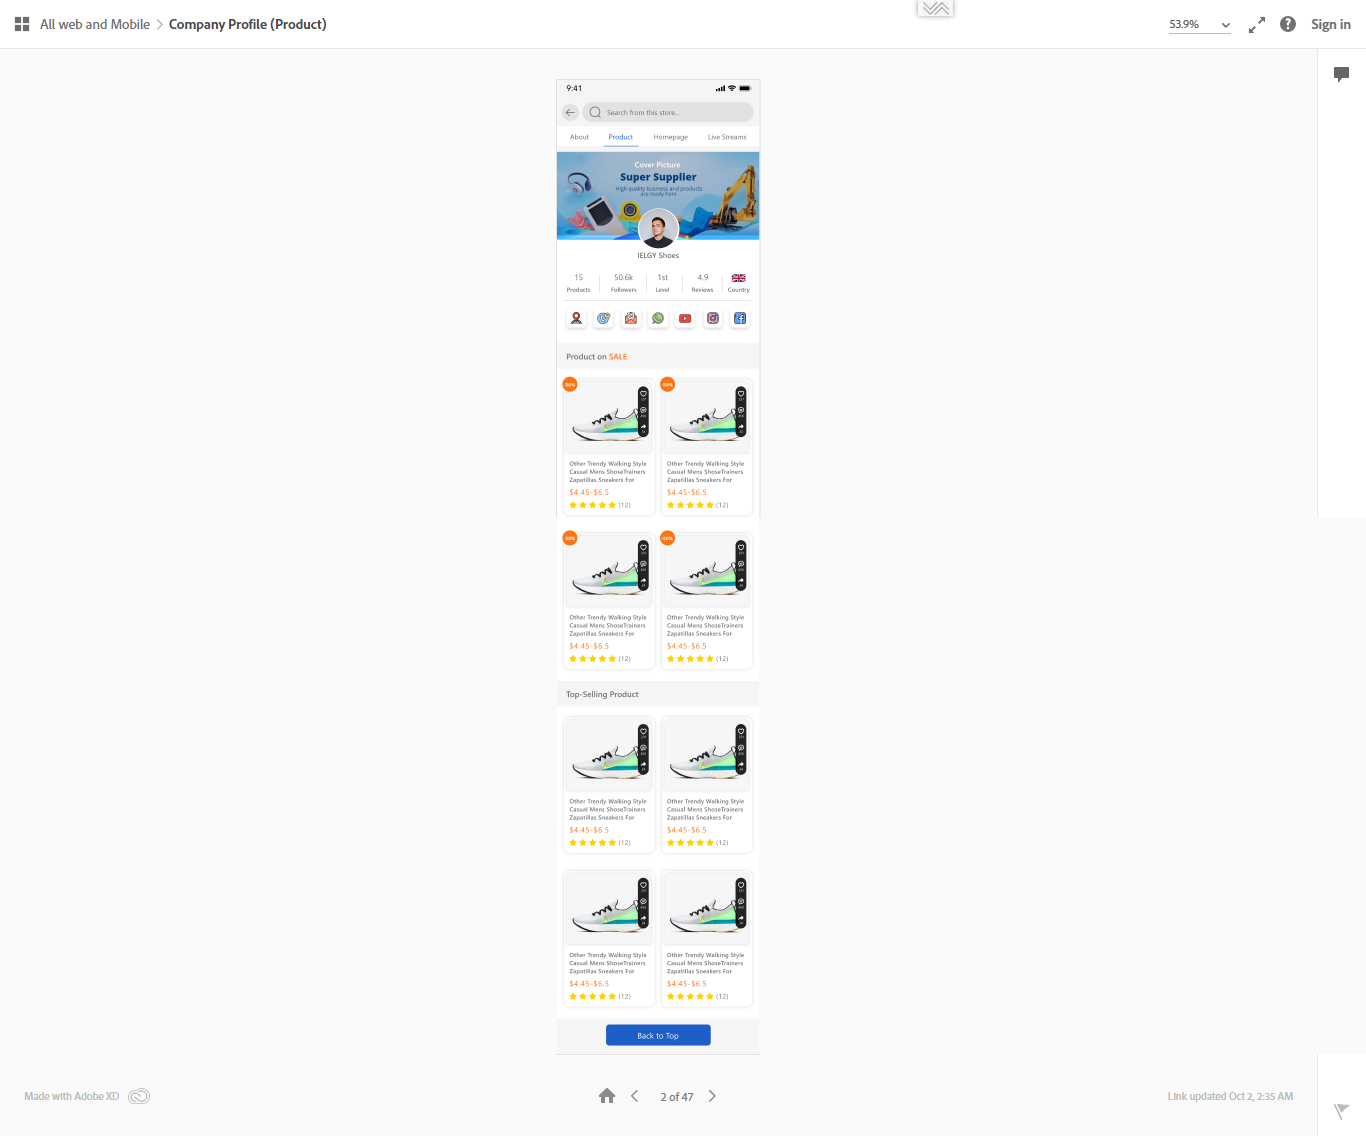 All web and Mobile > Company Profile (Product)
53.9%
Sign in
9:41
Search from this store..
About Product Homepage Live Streams
Cover Picture
Super Supplier
High quality business and products
are ready here
IELGY Shoes
15 50.6k 1st 4.9
Products Followers Level Reviews Country
Product on SALE
-50% -50%
Other Trendy Walking Style Other Trendy Walking Style
Casual Mens ShoseTrainers Casual Mens ShoseTrainers
Zapatillas Sneakers For Zapatillas Sneakers For
$4.45-$6.5 $4.45-$6.5
(12) (12)
-50% -50%
Other Trendy Walking Style Other Trendy Walking Style
Casual Mens ShoseTrainers Casual Mens ShoseTrainers
Zapatillas Sneakers For Zapatillas Sneakers For
$4.45-$6.5 $4.45-$6.5
(12) (12)
Top-Selling Product
Other Trendy Walking Style Other Trendy Walking Style
Casual Mens ShoseTrainers Casual Mens ShoseTrainers
Zapatillas Sneakers For Zapatillas Sneakers For
$4.45-$6.5 $4.45-$6.5
(12) (12)
Other Trendy Walking Style Other Trendy Walking Style
Casual Mens ShoseTrainers Casual Mens ShoseTrainers
Zapatillas Sneakers For Zapatillas Sneakers For
$4.45-$6.5 $4.45-$6.5
(12) (12)
Back to Top
Made with Adobe XD
2 of 47
Link updated Oct 2, 2:35 AM